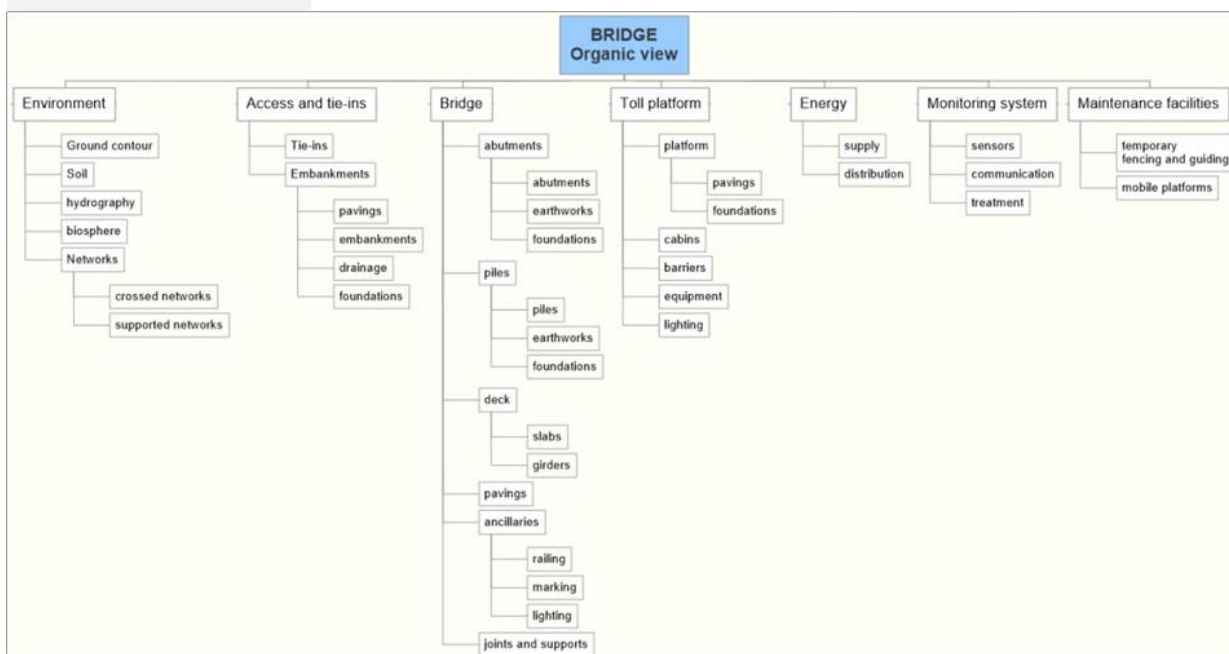 BRIDGE
Organic view
Environment
Ground contour
Soil
hydrography
biosphere
Networks
crossed networks
supported networks
Access and tie-ins
Tie-ins
Embankments
pavings
embankments
drainage
foundations
Bridge
abutments
abutments
earthworks
foundations
piles
piles
earthworks
foundations
deck
slabs
girders
pavings
ancillaries
railing
marking
lighting
joints and supports
Toll platform
platform
pavings
foundations
cabins
barriers
equipment
lighting
Energy
supply
distribution
Monitoring system
sensors
communication
treatment
Maintenance facilities
temporary
fencing and guiding
mobile platforms